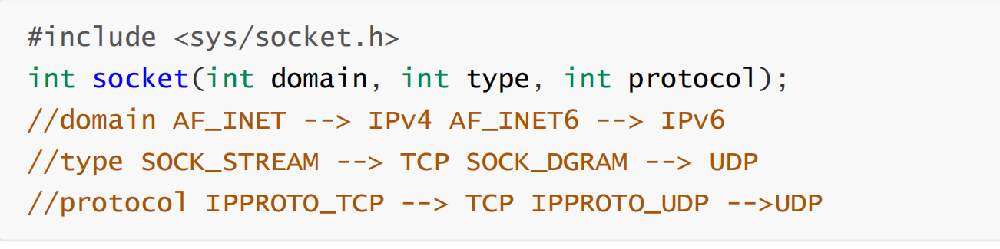 #include <sys/socket.h>
int socket(int domain, int type, int protocol);
//domain AF_INET --> IPv4 AF_INET6 --> IPv6
//type SOCK_STREAM --> TCP SOCK_DGRAM --> UDP
//protocol IPPROTO_TCP --> TCP IPPROTO_UDP -->UDP